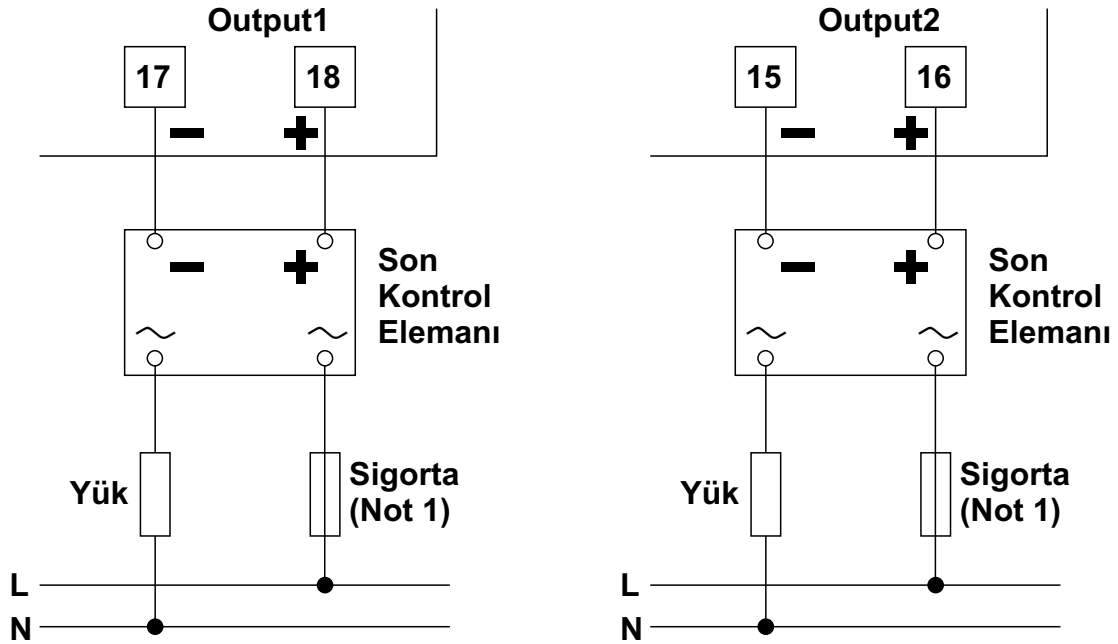 Output1
17 18
− +
− +
Son
Kontrol
Elemanı
~ ~
Yük
Sigorta
(Not 1)
L
N
Output2
15 16
− +
− +
Son
Kontrol
Elemanı
~ ~
Yük
Sigorta
(Not 1)
L
N